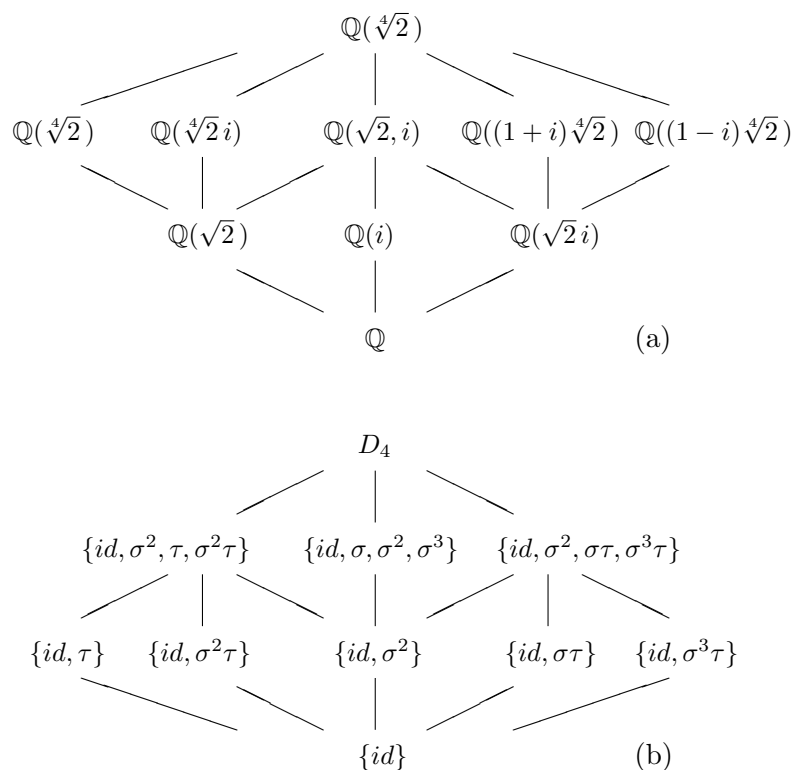 ℚ(∜2)
ℚ(∜2) ℚ(∜2 i) ℚ(√2, i) ℚ((1 + i)∜2) ℚ((1 − i)∜2)
ℚ(√2) ℚ(i) ℚ(√2 i)
ℚ (a)
D₄
{id, σ², τ, σ²τ} {id, σ, σ², σ³} {id, σ², στ, σ³τ}
{id, τ} {id, σ²τ} {id, σ²} {id, στ} {id, σ³τ}
{id} (b)